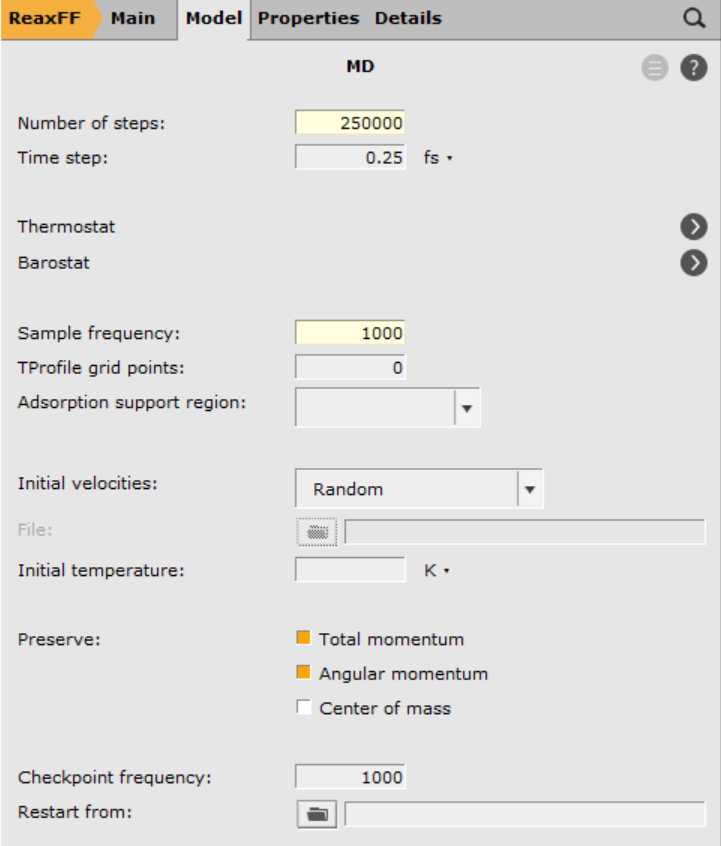 ReaxFF Main Model Properties Details
MD
Number of steps: 250000
Time step: 0.25 fs
Thermostat
Barostat
Sample frequency: 1000
TProfile grid points: 0
Adsorption support region:
Initial velocities: Random
File:
Initial temperature: K
Preserve: Total momentum
Angular momentum
Center of mass
Checkpoint frequency: 1000
Restart from: